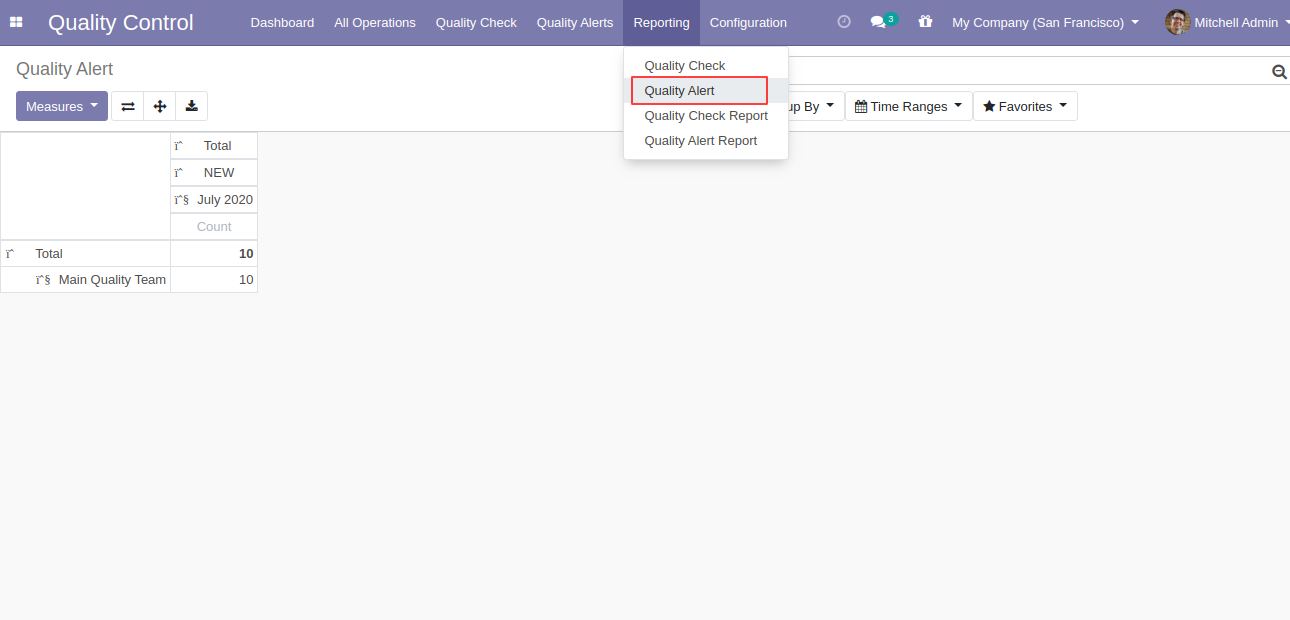 Quality Control Dashboard All Operations Quality Check Quality Alerts Reporting Configuration 3 My Company (San Francisco) Mitchell Admin
Quality Alert
Quality Check
Quality Alert
Quality Check Report
Quality Alert Report
Measures up By Time Ranges Favorites
ï^ Total
ï^ NEW
ï^§ July 2020
Count
ï^ Total 10
ï^§ Main Quality Team 10